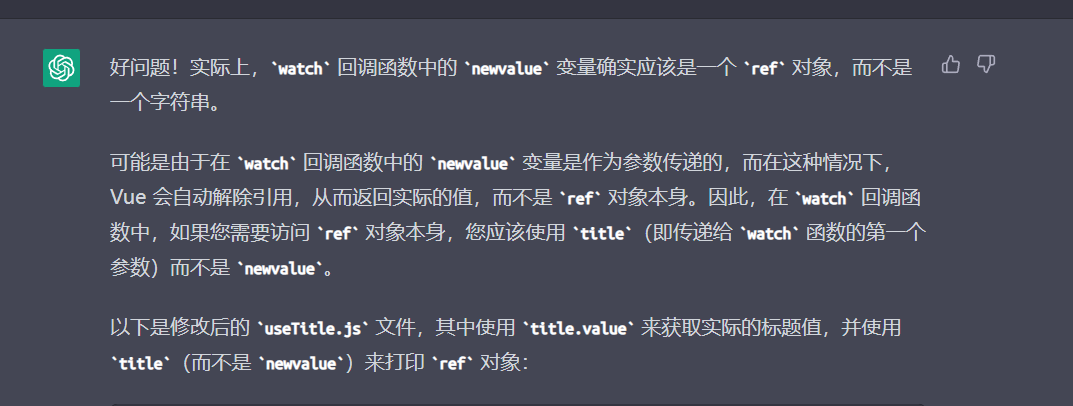 好问题！实际上，`watch` 回调函数中的 `newvalue` 变量确实应该是一个 `ref` 对象，而不是
一个字符串。
可能是由于在 `watch` 回调函数中的 `newvalue` 变量是作为参数传递的，而在这种情况下，
Vue 会自动解除引用，从而返回实际的值，而不是 `ref` 对象本身。因此，在 `watch` 回调函
数中，如果您需要访问 `ref` 对象本身，您应该使用 `title`（即传递给 `watch` 函数的第一个
参数）而不是 `newvalue`。
以下是修改后的 `useTitle.js` 文件，其中使用 `title.value` 来获取实际的标题值，并使用
`title`（而不是 `newvalue`）来打印 `ref` 对象：